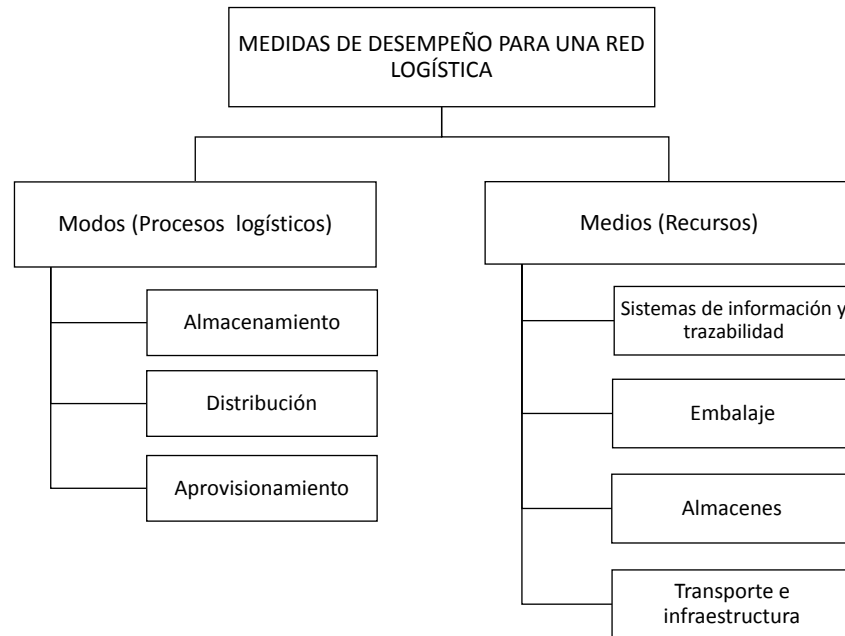 MEDIDAS DE DESEMPEÑO PARA UNA RED
LOGÍSTICA
Modos (Procesos  logísticos)
Almacenamiento
Distribución
Aprovisionamiento
Medios (Recursos)
Sistemas de información y
trazabilidad
Embalaje
Almacenes
Transporte e
infraestructura